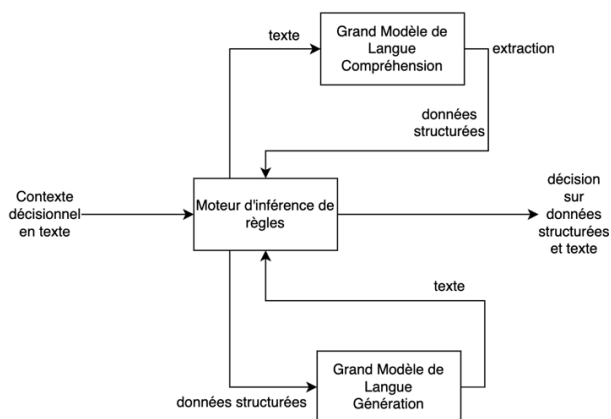 texte
Grand Modèle de
Langue
Compréhension
extraction
données
structurées
Contexte
décisionnel
en texte
Moteur d'inférence de
règles
décision
sur
données
structurées
et texte
texte
données structurées
Grand Modèle de
Langue
Génération